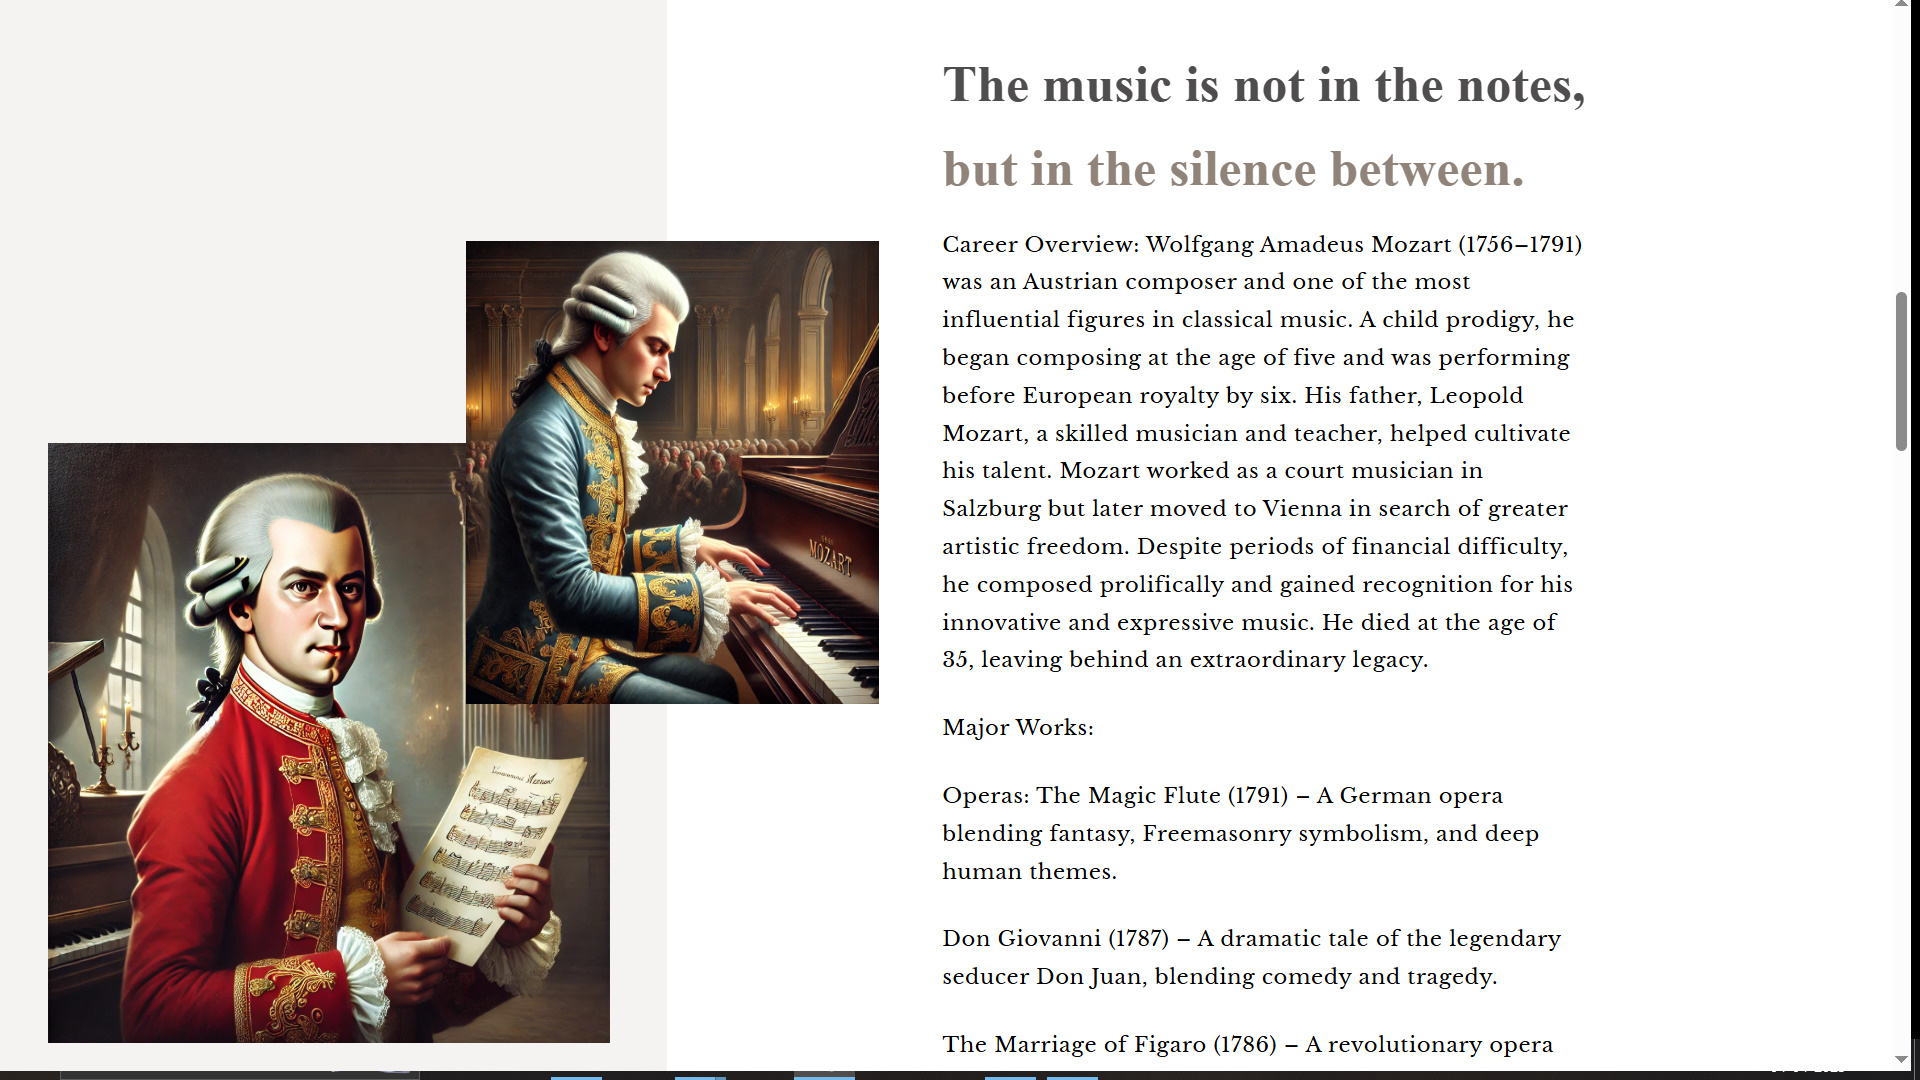 The music is not in the notes,
but in the silence between.
Career Overview: Wolfgang Amadeus Mozart (1756–1791)
was an Austrian composer and one of the most
influential figures in classical music. A child prodigy, he
began composing at the age of five and was performing
before European royalty by six. His father, Leopold
Mozart, a skilled musician and teacher, helped cultivate
his talent. Mozart worked as a court musician in
Salzburg but later moved to Vienna in search of greater
artistic freedom. Despite periods of financial difficulty,
he composed prolifically and gained recognition for his
innovative and expressive music. He died at the age of
35, leaving behind an extraordinary legacy.
Major Works:
Operas: The Magic Flute (1791) – A German opera
blending fantasy, Freemasonry symbolism, and deep
human themes.
Don Giovanni (1787) – A dramatic tale of the legendary
seducer Don Juan, blending comedy and tragedy.
The Marriage of Figaro (1786) – A revolutionary opera
MOZART